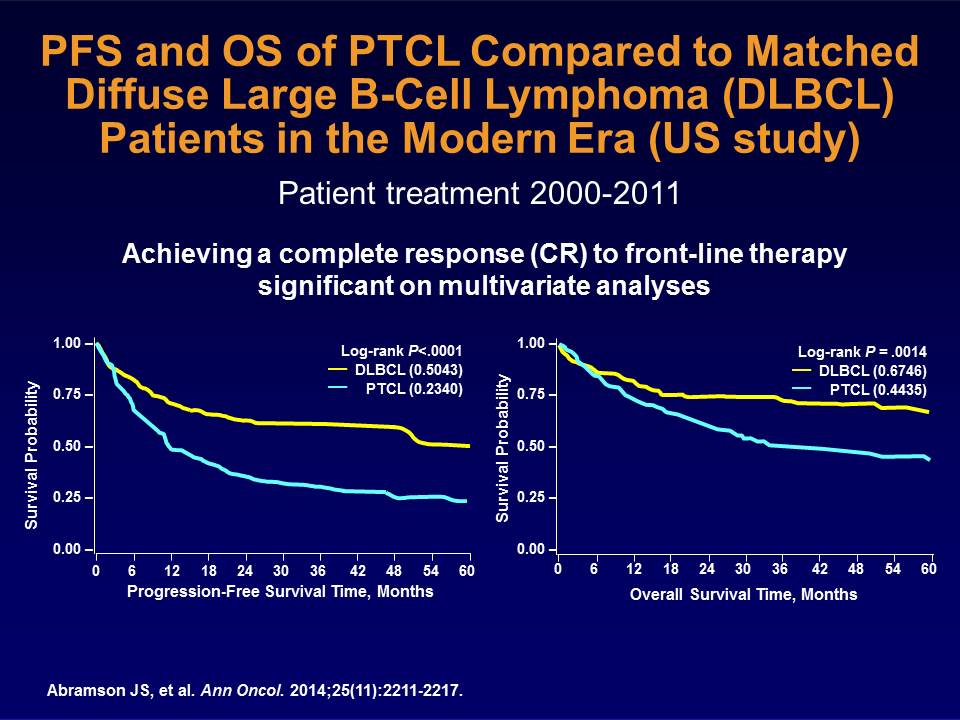 PFS and OS of PTCL Compared to Matched
Diffuse Large B-Cell Lymphoma (DLBCL)
Patients in the Modern Era (US study)
Patient treatment 2000-2011
Achieving a complete response (CR) to front-line therapy
significant on multivariate analyses
Survival Probability
1.00
0.75
0.50
0.25
0.00
Log-rank P<.0001
DLBCL (0.5043)
PTCL (0.2340)
0 6 12 18 24 30 36 42 48 54 60
Progression-Free Survival Time, Months
Survival Probability
1.00
0.75
0.50
0.25
0.00
Log-rank P = .0014
DLBCL (0.6746)
PTCL (0.4435)
0 6 12 18 24 30 36 42 48 54 60
Overall Survival Time, Months
Abramson JS, et al. Ann Oncol. 2014;25(11):2211-2217.